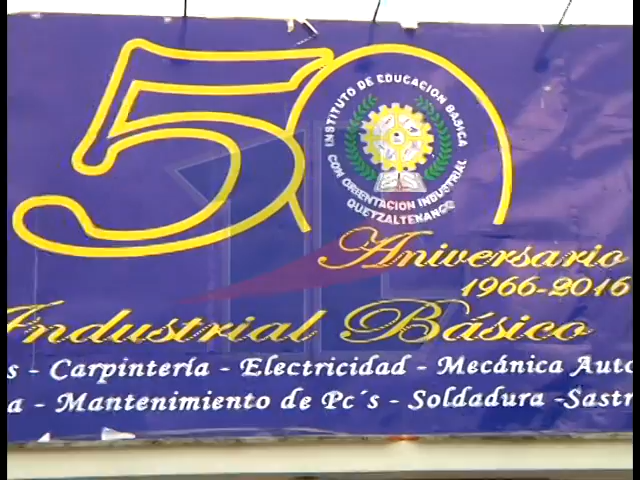 50
INSTITUTO DE EDUCACION BASICA
CON ORIENTACION INDUSTRIAL
QUETZALTENANGO
Aniversario
1966-2016
Industrial Básico
s - Carpintería - Electricidad - Mecánica Auto
a - Mantenimiento de Pc´s - Soldadura -Sastr